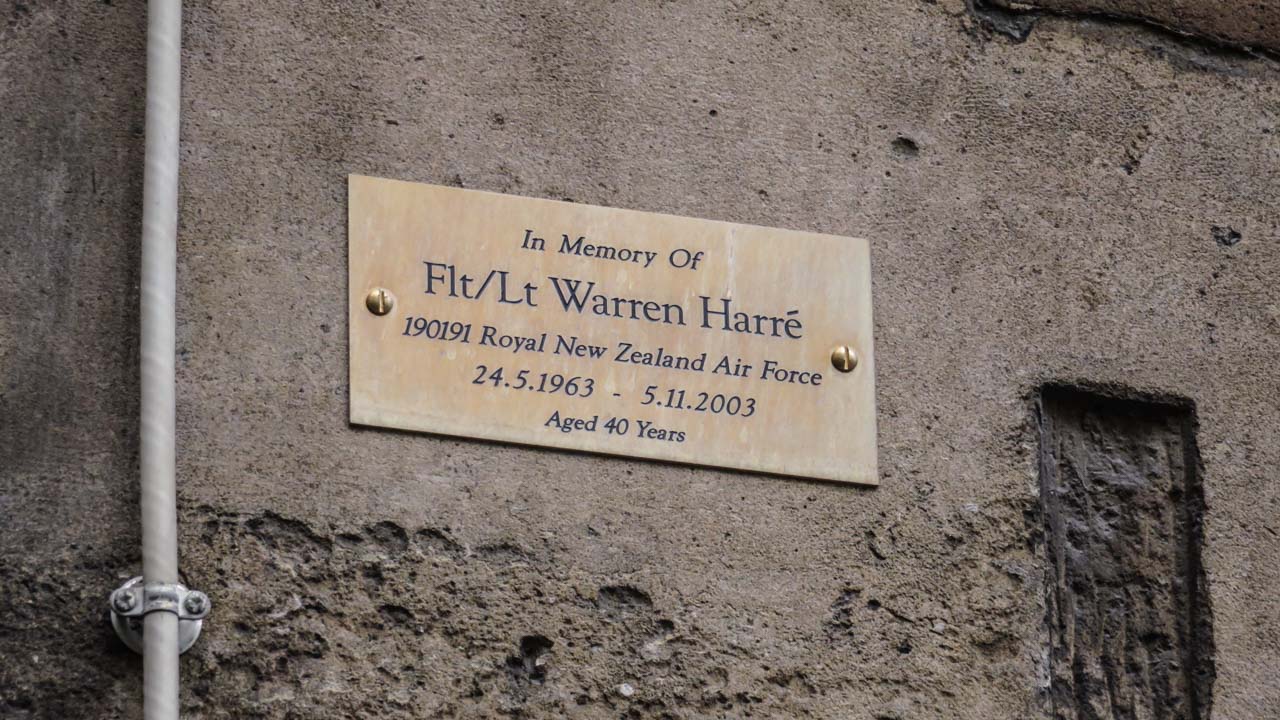 In Memory Of
Flt/Lt Warren Harré
190191 Royal New Zealand Air Force
24.5.1963 - 5.11.2003
Aged 40 Years